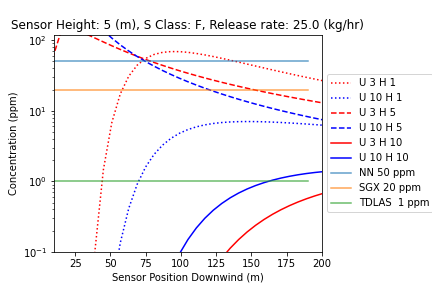 Sensor Height: 5 (m), S Class: F, Release rate: 25.0 (kg/hr)
10²
10¹
10⁰
10⁻¹
Concentration (ppm)
25 50 75 100 125 150 175 200
Sensor Position Downwind (m)
U 3 H 1
U 10 H 1
U 3 H 5
U 10 H 5
U 3 H 10
U 10 H 10
NN 50 ppm
SGX 20 ppm
TDLAS  1 ppm